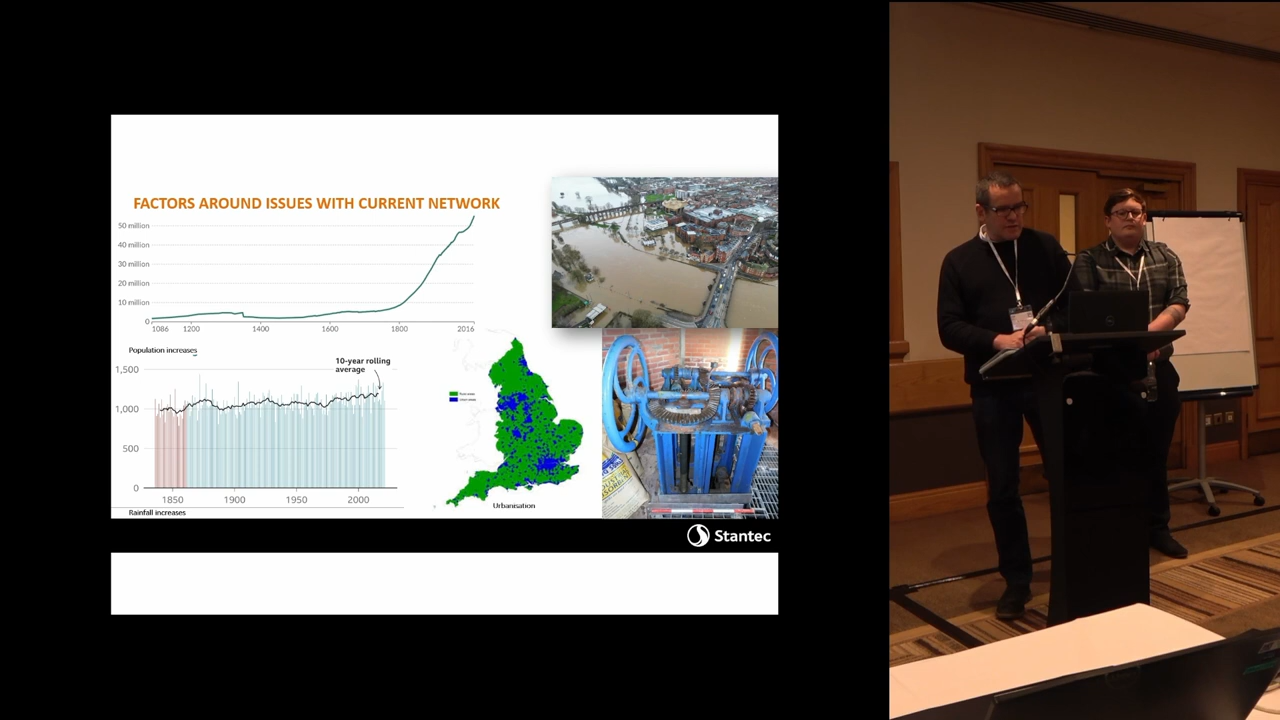 FACTORS AROUND ISSUES WITH CURRENT NETWORK
50 million
40 million
30 million
20 million
10 million
0
1086 1200 1400 1600 1800 2016
Population increases
10-year rolling
average
1,500
1,000
500
0
1850 1900 1950 2000
Rainfall increases
Urbanisation
Stantec